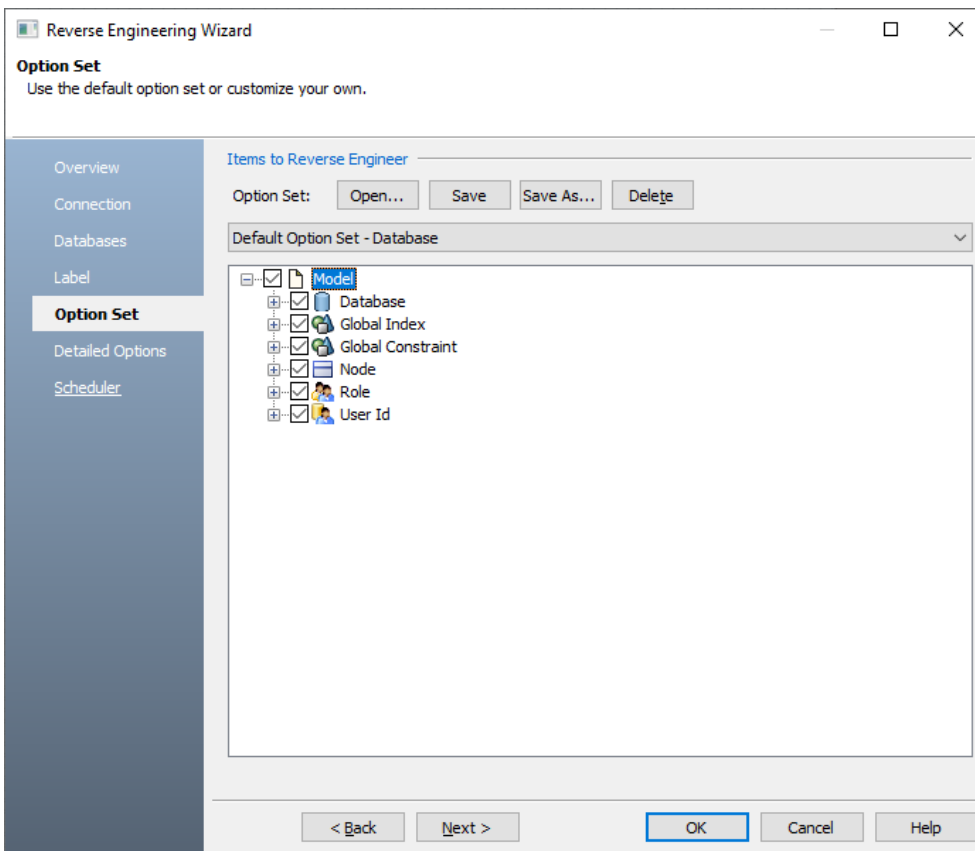 Reverse Engineering Wizard
Option Set
Use the default option set or customize your own.
Overview
Connection
Databases
Label
Option Set
Detailed Options
Scheduler
Items to Reverse Engineer
Option Set: Open... Save Save As... Delete
Default Option Set - Database
Model
Database
Global Index
Global Constraint
Node
Role
User Id
< Back Next > OK Cancel Help